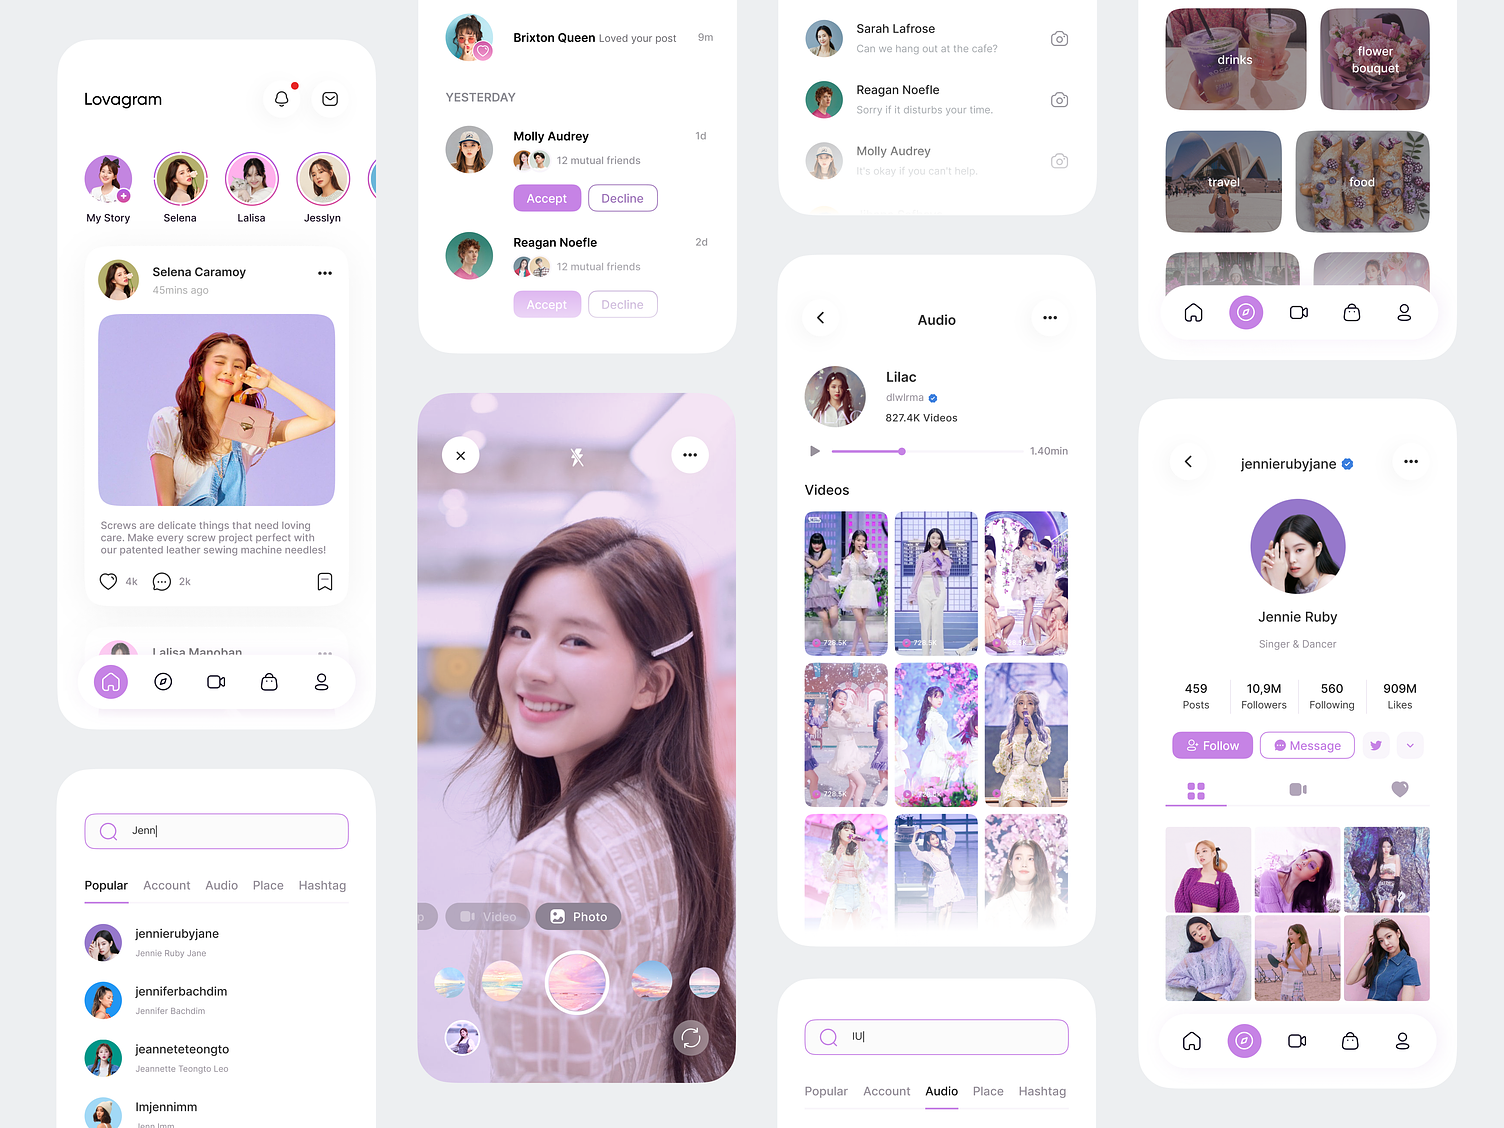 Lovagram
My Story
Selena
Lalisa
Jesslyn
Selena Caramoy
45mins ago
Screws are delicate things that need loving
care. Make every screw project perfect with
our patented leather sewing machine needles!
4k
2k
Lalisa Manoban
Jenn
Popular Account Audio Place Hashtag
jennierubyjane
Jennie Ruby Jane
jenniferbachdim
Jennifer Bachdim
jeanneteteongto
Jeannette Teongto Leo
Imjennimm
Jenn Imm
Brixton Queen Loved your post 9m
YESTERDAY
Molly Audrey 1d
12 mutual friends
Accept Decline
Reagan Noefle 2d
12 mutual friends
Accept Decline
Video Photo
Sarah Lafrose
Can we hang out at the cafe?
Reagan Noefle
Sorry if it disturbs your time.
Molly Audrey
It's okay if you can't help.
Audio
Lilac
dlwlrma
827.4K Videos
1.40min
Videos
728.5K
728.5K
728.5K
728.5K
728.5K
IU
Popular Account Audio Place Hashtag
drinks
flower
bouquet
travel
food
jennierubyjane
Jennie Ruby
Singer & Dancer
459 10,9M 560 909M
Posts Followers Following Likes
Follow Message